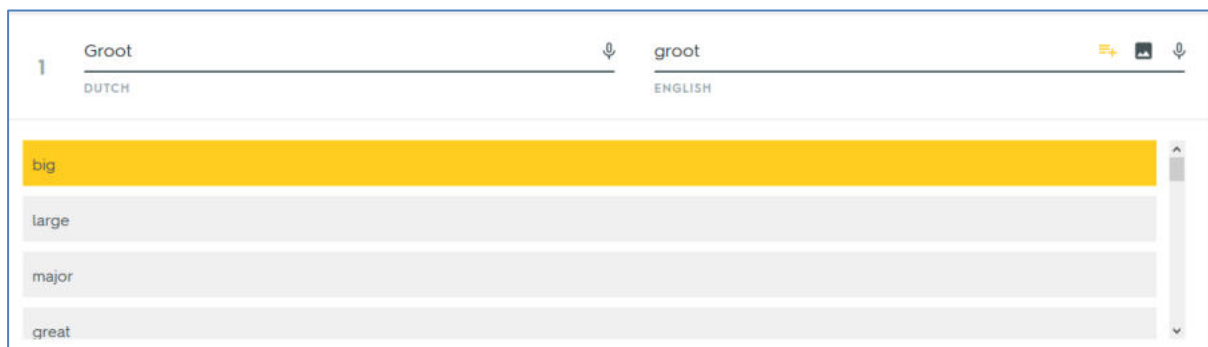 1
Groot
DUTCH
groot
ENGLISH
big
large
major
great